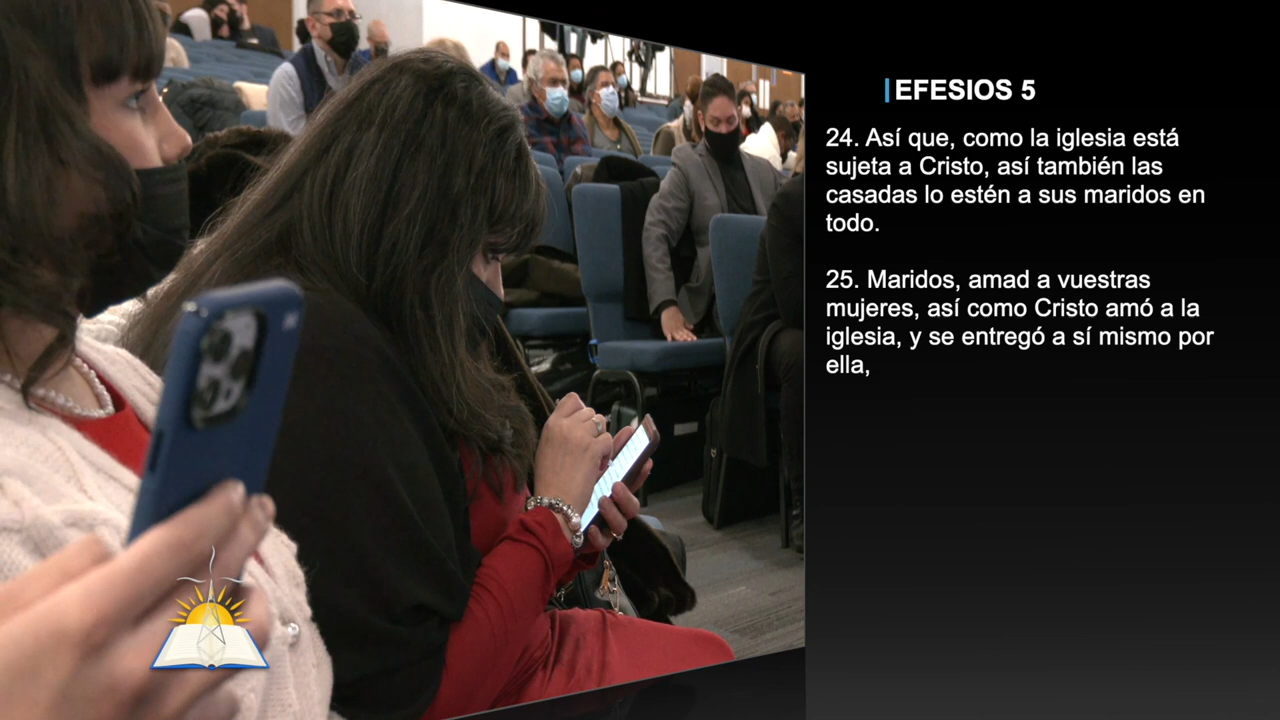 EFESIOS 5
24. Así que, como la iglesia está
sujeta a Cristo, así también las
casadas lo estén a sus maridos en
todo.
25. Maridos, amad a vuestras
mujeres, así como Cristo amó a la
iglesia, y se entregó a sí mismo por
ella,